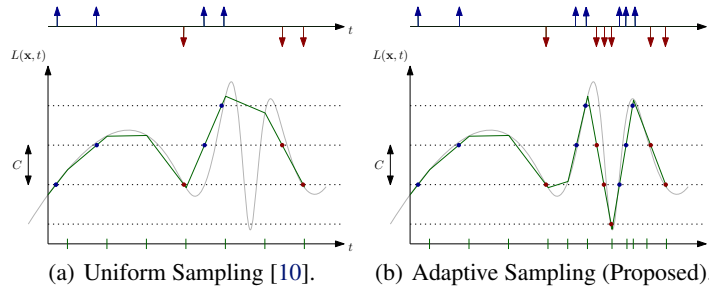 t
L(x, t)
C
t
(a) Uniform Sampling [10].
t
L(x, t)
C
(b) Adaptive Sampling (Proposed)